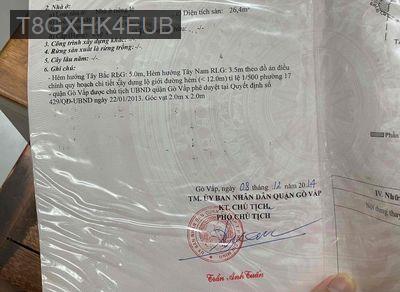 T8GXHK4EUB
2. Nhà ở:
Diện tích sàn: 26,4m²
3. Công trình xây dựng khác: -/-
4. Rừng sản xuất là rừng trồng: -/-
5. Cây lâu năm: -/-
6. Ghi chú:
- Hẻm hướng Tây Bắc RLG: 5.0m, Hẻm hướng Tây Nam RLG: 3.5m theo đồ án điều
chỉnh quy hoạch chi tiết xây dựng lộ giới đường hẻm (< 12.0m) tỉ lệ 1/500 phường 17
- quận Gò Vấp được chủ tịch UBND quận Gò Vấp phê duyệt tại Quyết định số
429/QĐ-UBND ngày 22/01/2013. Góc vạt 2.0m x 2.0m.
Gò Vấp, ngày 08 tháng 12 năm 2014
TM. ỦY BAN NHÂN DÂN QUẬN GÒ VẤP
KT. CHỦ TỊCH,
PHÓ CHỦ TỊCH
Trần Anh Tuấn
Phần
IV. Nhữ
Nội dung thay